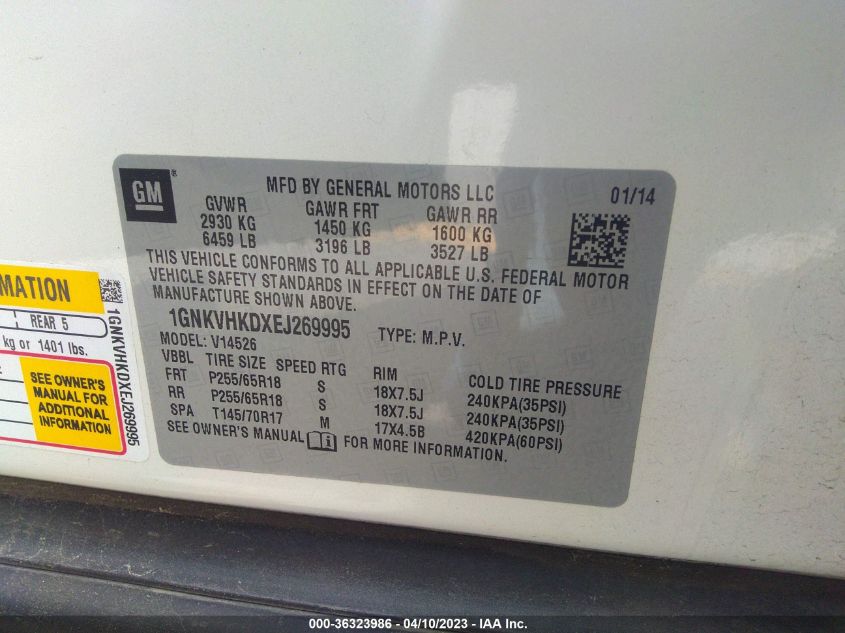 GM
®
MFD BY GENERAL MOTORS LLC
01/14
GVWR GAWR FRT GAWR RR
2930 KG 1450 KG 1600 KG
6459 LB 3196 LB 3527 LB
THIS VEHICLE CONFORMS TO ALL APPLICABLE U.S. FEDERAL MOTOR
VEHICLE SAFETY STANDARDS IN EFFECT ON THE DATE OF
MANUFACTURE SHOWN ABOVE.
1GNKVHKDXEJ269995 TYPE: M.P.V.
MODEL: V14526
VBBL TIRE SIZE SPEED RTG RIM COLD TIRE PRESSURE
FRT P255/65R18 S 18X7.5J 240KPA(35PSI)
RR P255/65R18 S 18X7.5J 240KPA(35PSI)
SPA T145/70R17 M 17X4.5B 420KPA(60PSI)
SEE OWNER'S MANUAL FOR MORE INFORMATION.
MATION
REAR 5
kg or 1401 lbs.
SEE OWNER'S
MANUAL FOR
ADDITIONAL
INFORMATION
1GNKVHKDXEJ269995
000-36323986 - 04/10/2023 - IAA Inc.